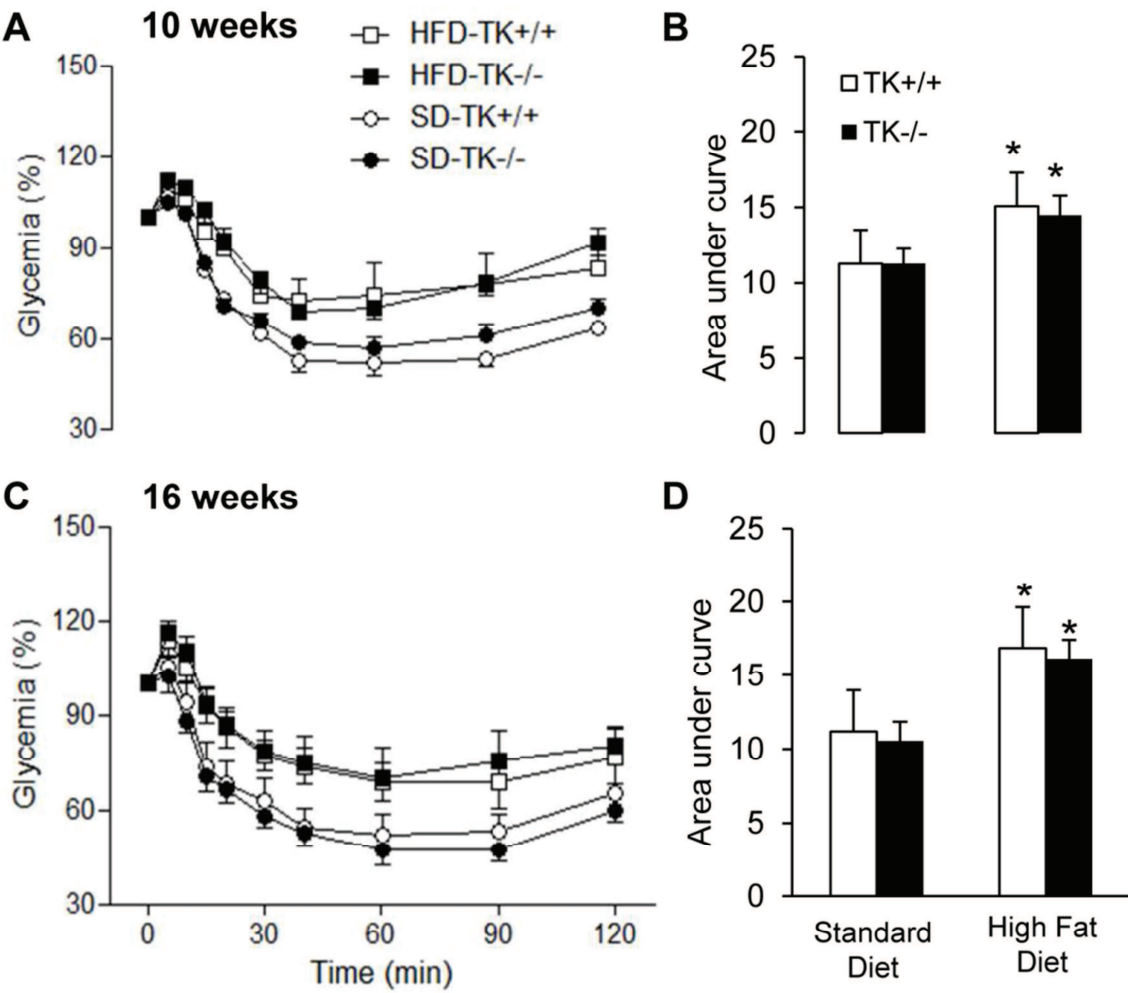 A
10 weeks
HFD-TK+/+
HFD-TK-/-
SD-TK+/+
SD-TK-/-
150
120
90
60
30
Glycemia (%)
B
25
20
15
10
5
0
Area under curve
TK+/+
TK-/-
*
*
C
16 weeks
150
120
90
60
30
Glycemia (%)
0
30
60
90
120
Time (min)
D
25
20
15
10
5
0
Area under curve
*
*
Standard
Diet
High Fat
Diet